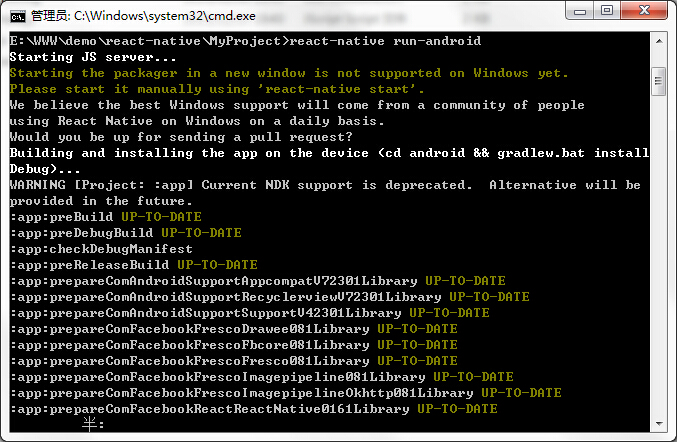 管理员: C:\Windows\system32\cmd.exe
E:\WWW\demo\react-native\MyProject>react-native run-android
Starting JS server...
Starting the packager in a new window is not supported on Windows yet.
Please start it manually using 'react-native start'.
We believe the best Windows support will come from a community of people
using React Native on Windows on a daily basis.
Would you be up for sending a pull request?
Building and installing the app on the device (cd android && gradlew.bat install
Debug)...
WARNING [Project: :app] Current NDK support is deprecated.  Alternative will be
provided in the future.
:app:preBuild UP-TO-DATE
:app:preDebugBuild UP-TO-DATE
:app:checkDebugManifest
:app:preReleaseBuild UP-TO-DATE
:app:prepareComAndroidSupportAppcompatV72301Library UP-TO-DATE
:app:prepareComAndroidSupportRecyclerviewV72301Library UP-TO-DATE
:app:prepareComAndroidSupportSupportV42301Library UP-TO-DATE
:app:prepareComFacebookFrescoDrawee081Library UP-TO-DATE
:app:prepareComFacebookFrescoFbcore081Library UP-TO-DATE
:app:prepareComFacebookFrescoFresco081Library UP-TO-DATE
:app:prepareComFacebookFrescoImagepipeline081Library UP-TO-DATE
:app:prepareComFacebookFrescoImagepipelineOkhttp081Library UP-TO-DATE
:app:prepareComFacebookReactReactNative0161Library UP-TO-DATE
半: